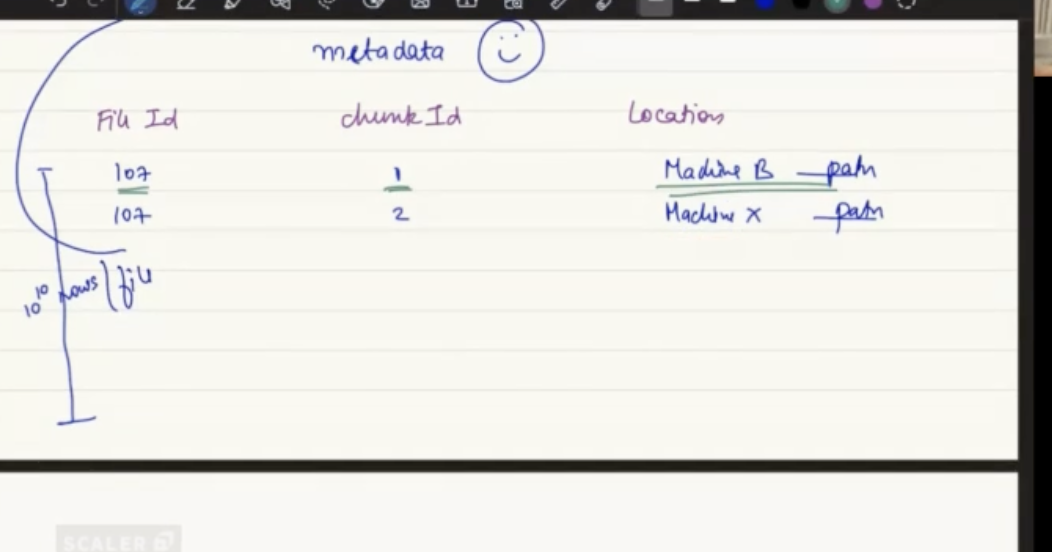 metadata
File Id chunk Id Location
107 1 Machine B path
107 2 Machine X path
10^10 rows/file
SCALER